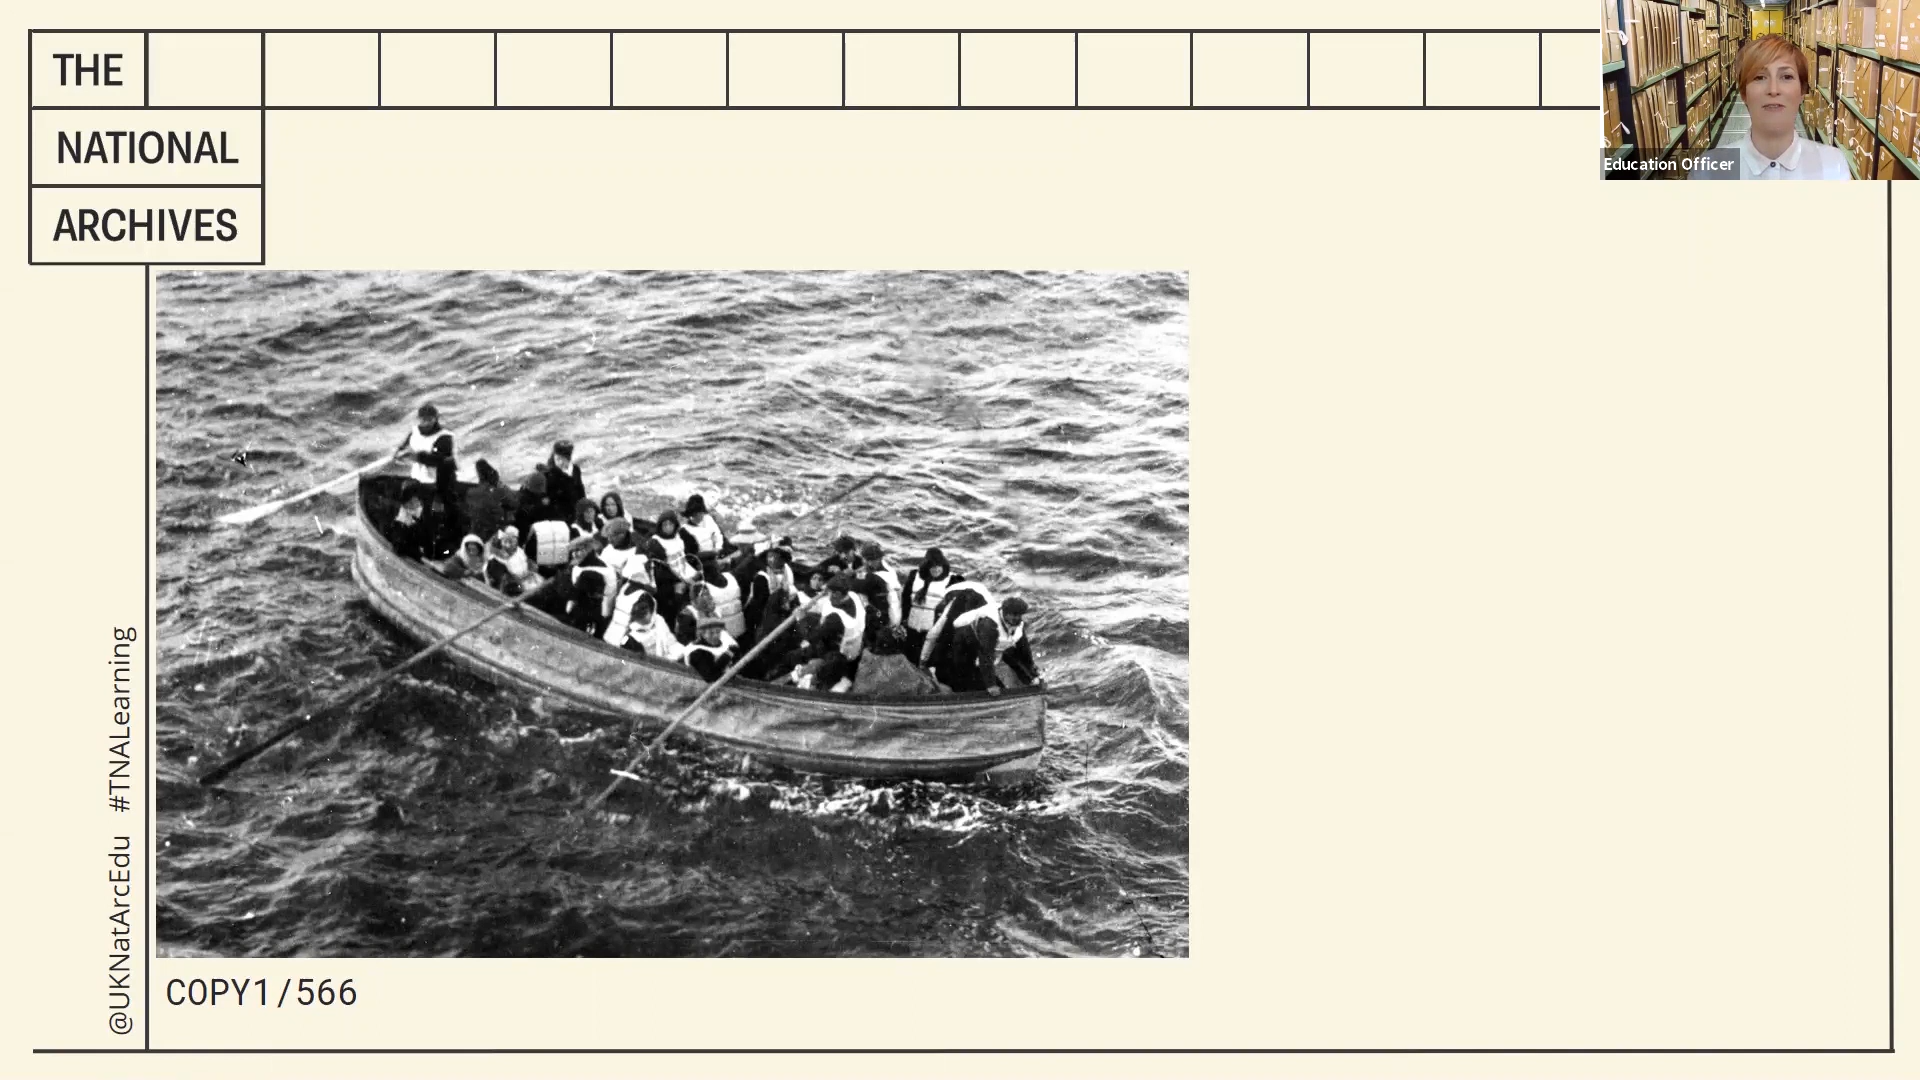 THE
NATIONAL
ARCHIVES
Education Officer
@UKNatArcEdu #TNALearning
COPY1/566